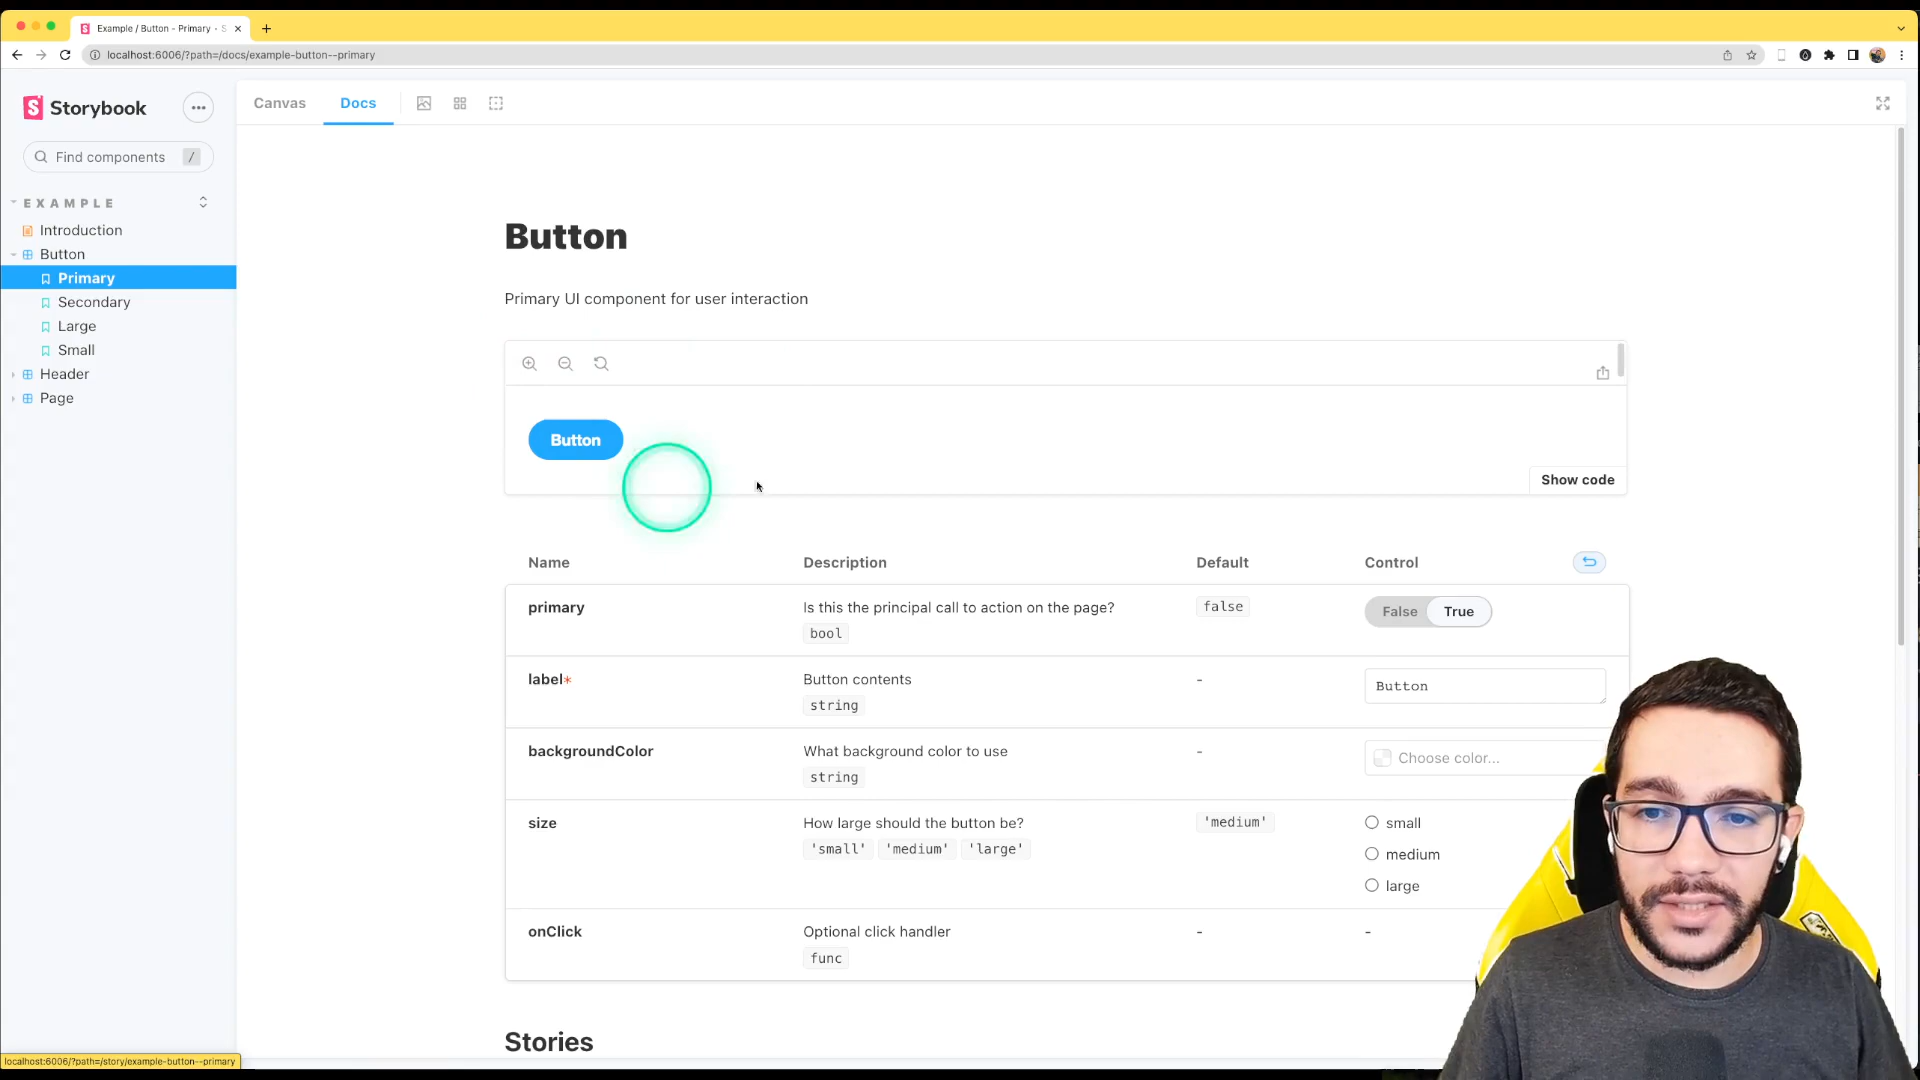 Example / Button - Primary - S
localhost:6006/?path=/docs/example-button--primary
Storybook
Canvas
Docs
Find components
/
EXAMPLE
Introduction
Button
Primary
Secondary
Large
Small
Header
Page
Button
Primary UI component for user interaction
Button
Show code
Name Description Default Control
primary Is this the principal call to action on the page? false False True
bool
label* Button contents - Button
string
backgroundColor What background color to use - Choose color...
string
size How large should the button be? 'medium' small
'small' 'medium' 'large'
medium
large
onClick Optional click handler - -
func
Stories
localhost:6006/?path=/story/example-button--primary